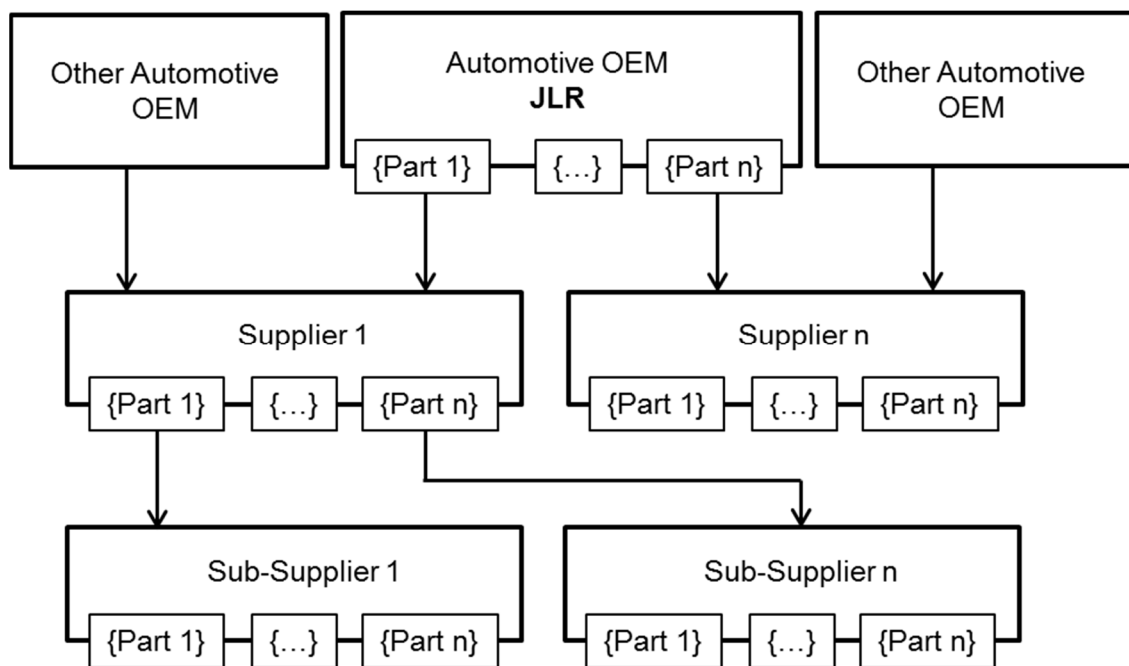 Other Automotive
OEM
Automotive OEM
JLR
Other Automotive
OEM
{Part 1}
{...}
{Part n}
Supplier 1
Supplier n
{Part 1}
{...}
{Part n}
{Part 1}
{...}
{Part n}
Sub-Supplier 1
Sub-Supplier n
{Part 1}
{...}
{Part n}
{Part 1}
{...}
{Part n}